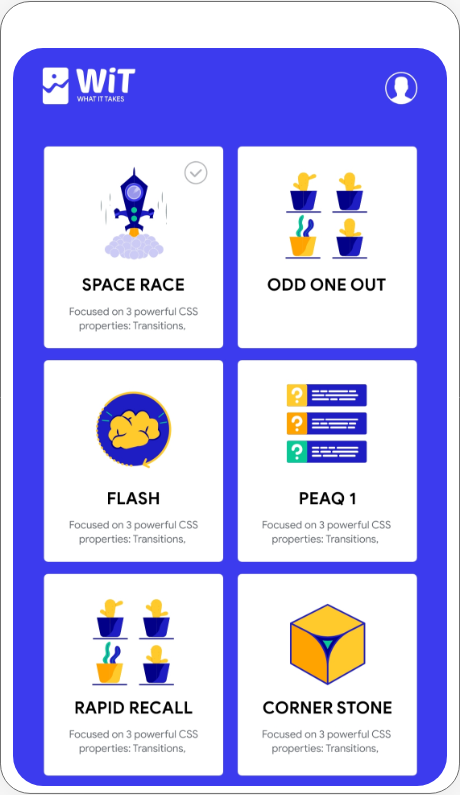 WiT
WHAT IT TAKES
SPACE RACE
Focused on 3 powerful CSS
properties: Transitions,
ODD ONE OUT
FLASH
Focused on 3 powerful CSS
properties: Transitions,
PEAQ 1
Focused on 3 powerful CSS
properties: Transitions,
?
?
?
RAPID RECALL
Focused on 3 powerful CSS
properties: Transitions,
CORNER STONE
Focused on 3 powerful CSS
properties: Transitions,